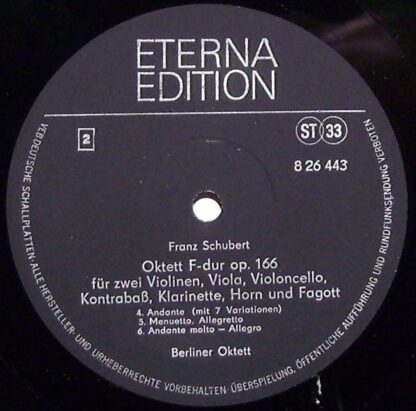 ETERNA
EDITION
2
ST 33
8 26 443
Franz Schubert
Oktett F-dur op. 166
für zwei Violinen, Viola, Violoncello,
Kontrabaß, Klarinette, Horn und Fagott
4. Andante (mit 7 Variationen)
5. Menuetto. Allegretto
6. Andante molto – Allegro
Berliner Oktett
VEB DEUTSCHE SCHALLPLATTEN · ALLE HERSTELLER- UND URHEBERRECHTE VORBEHALTEN · ÜBERSPIELUNG, ÖFFENTLICHE AUFFÜHRUNG UND RUNDFUNKSENDUNG VERBOTEN